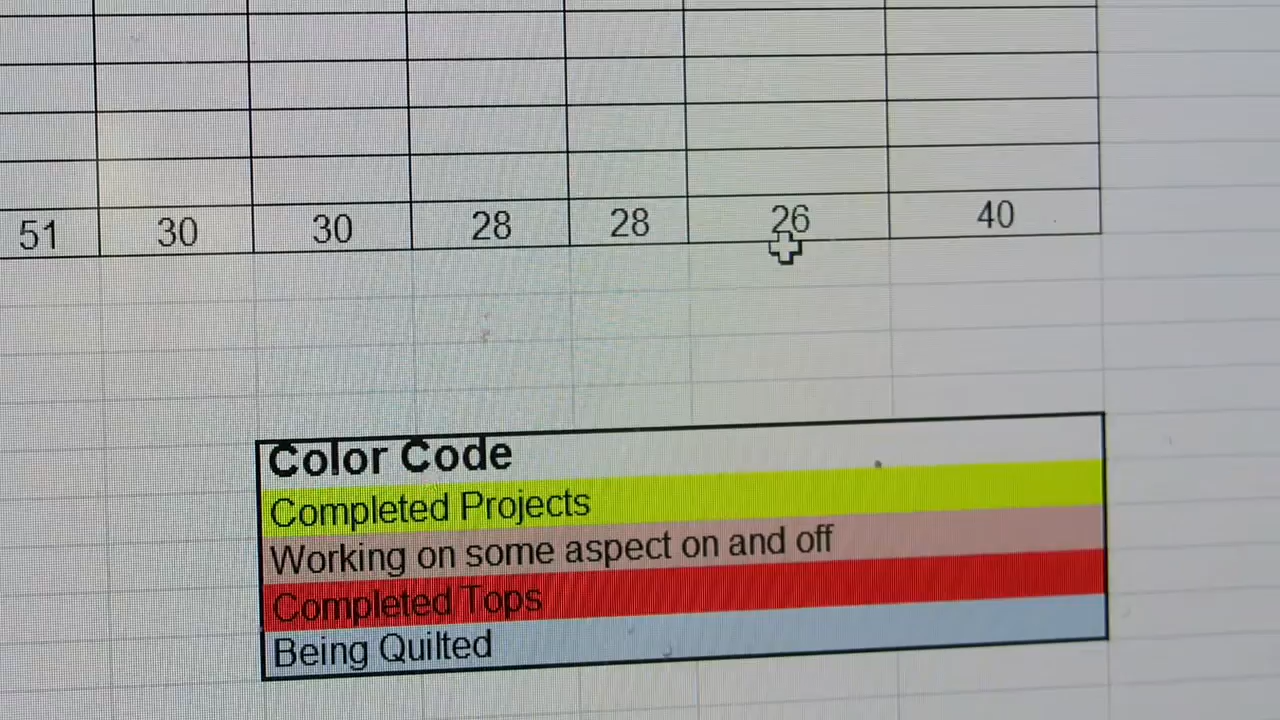 51 30 30 28 28 26 40
Color Code
Completed Projects
Working on some aspect on and off
Completed Tops
Being Quilted